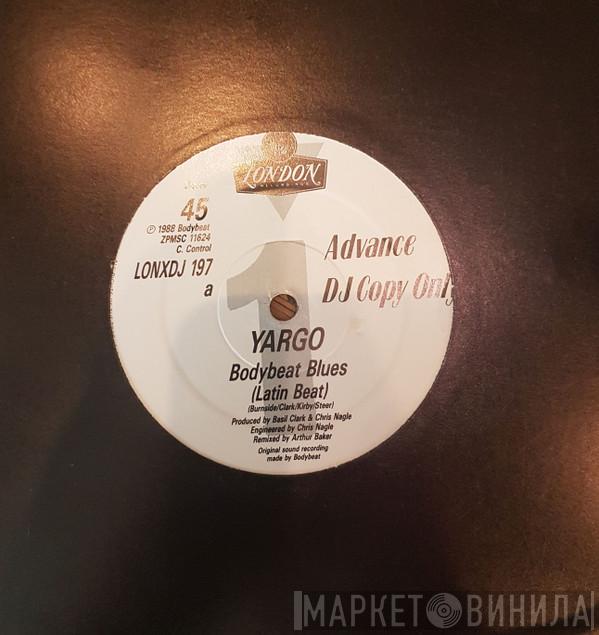 LONDON
RECORDINGS
45
℗ 1988 Bodybeat
ZPMSC 11624
C. Control
LONXDJ 197
a
1
Advance
DJ Copy Only
YARGO
Bodybeat Blues
(Latin Beat)
(Burnside/Clark/Kirby/Steer)
Produced by Basil Clark & Chris Nagle
Engineered by Chris Nagle
Remixed by Arthur Baker
Original sound recording
made by Bodybeat
МАРКЕТ ВИНИЛА